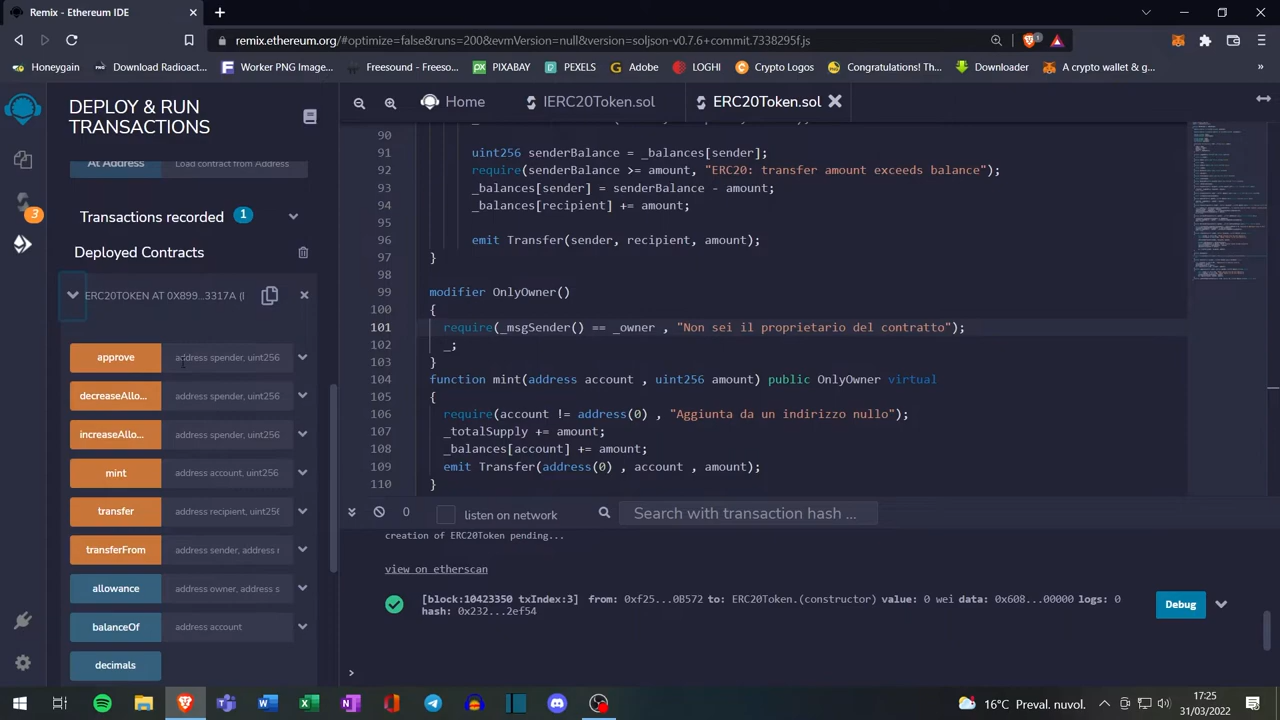 Remix - Ethereum IDE
remix.ethereum.org/#optimize=false&runs=200&evmVersion=null&version=soljson-v0.7.6+commit.7338295f.js
1
Honeygain
Download Radioact...
Worker PNG Image...
Freesound - Freeso...
PIXABAY
PEXELS
Adobe
LOGHI
Crypto Logos
Congratulations! Th...
Downloader
A crypto wallet & g...
»
DEPLOY & RUN
TRANSACTIONS
At Address
Load contract from Address
Transactions recorded 1
Deployed Contracts
ERC20TOKEN AT 0X899...3317A (
approve
address spender, uint256
decreaseAllo...
address spender, uint256
increaseAllo...
address spender, uint256
mint
address account, uint256
transfer
address recipient, uint256
transferFrom
address sender, address r
allowance
address owner, address s
balanceOf
address account
decimals
3
Home
IERC20Token.sol
ERC20Token.sol
90
91 uint256 senderBalance = _balances[sender];
92 require(senderBalance >= amount, "ERC20: transfer amount exceeds balance");
93 _balances[sender] = senderBalance - amount;
94 _balances[recipient] += amount;
95
96 emit Transfer(sender, recipient, amount);
97 }
98
99 modifier OnlyOwner()
100 {
101 require(_msgSender() == _owner , "Non sei il proprietario del contratto");
102 _;
103 }
104 function mint(address account , uint256 amount) public OnlyOwner virtual
105 {
106 require(account != address(0) , "Aggiunta da un indirizzo nullo");
107 _totalSupply += amount;
108 _balances[account] += amount;
109 emit Transfer(address(0) , account , amount);
110 }
0
listen on network
Search with transaction hash ...
creation of ERC20Token pending...
view on etherscan
[block:10423350 txIndex:3] from: 0xf25...0B572 to: ERC20Token.(constructor) value: 0 wei data: 0x608...00000 logs: 0
hash: 0x232...2ef54
Debug
>
16°C Preval. nuvol.
17:25
31/03/2022